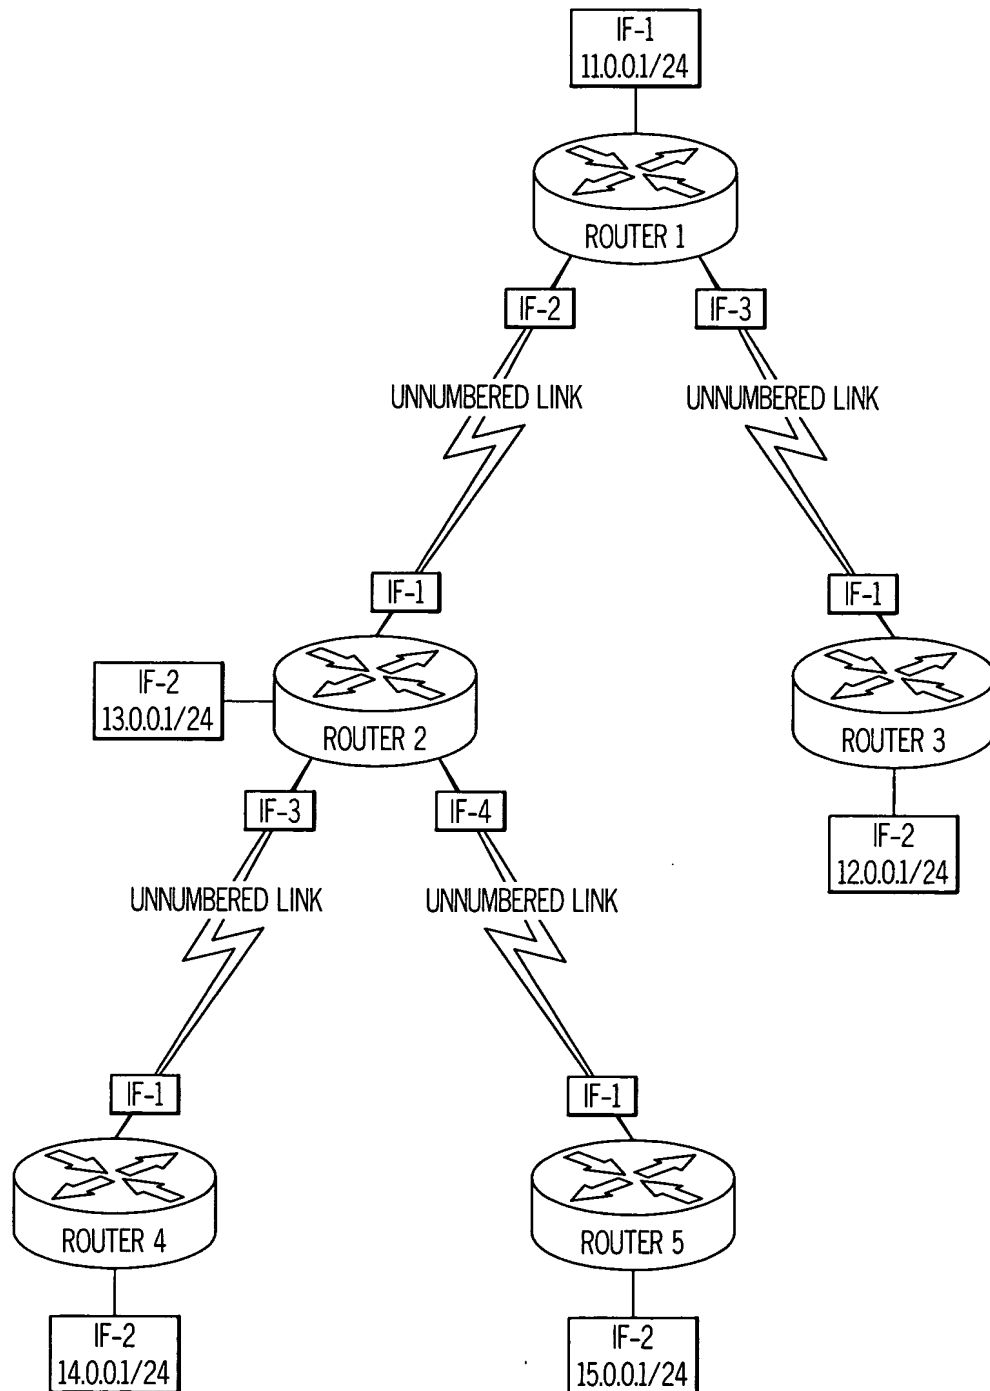 IF-1
11.0.0.1/24
ROUTER 1
IF-2
IF-3
UNNUMBERED LINK
UNNUMBERED LINK
IF-1
IF-1
IF-2
13.0.0.1/24
ROUTER 2
ROUTER 3
IF-3
IF-4
IF-2
12.0.0.1/24
UNNUMBERED LINK
UNNUMBERED LINK
IF-1
IF-1
ROUTER 4
ROUTER 5
IF-2
14.0.0.1/24
IF-2
15.0.0.1/24